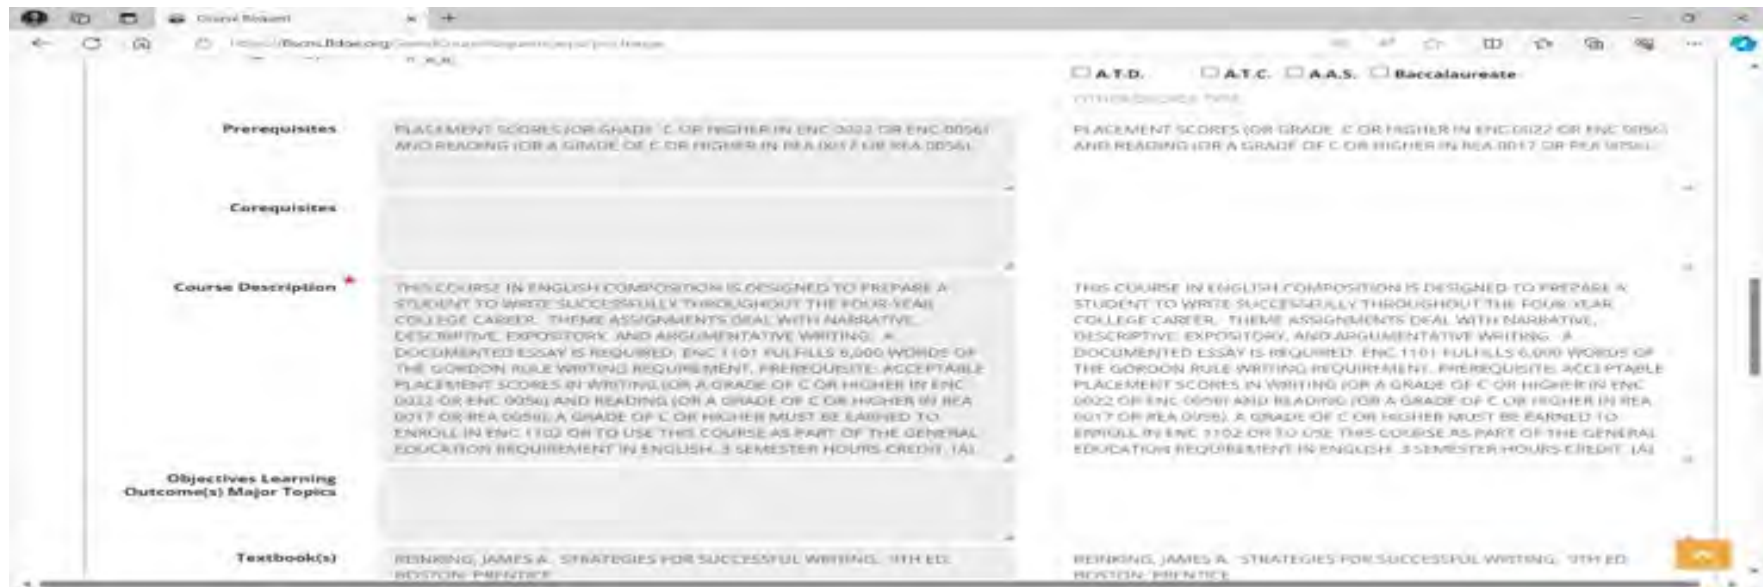 Course Request
A.T.D. A.T.C. A.A.S. Baccalaureate
OTHER DEGREE TYPE
Prerequisites
PLACEMENT SCORES (OR GRADE C OR HIGHER IN ENC 0022 OR ENC 0056)
AND READING (OR A GRADE OF C OR HIGHER IN REA 0017 OR REA 0056).
PLACEMENT SCORES (OR GRADE C OR HIGHER IN ENC 0022 OR ENC 0056)
AND READING (OR A GRADE OF C OR HIGHER IN REA 0017 OR REA 0056).
Corequisites
Course Description *
THIS COURSE IN ENGLISH COMPOSITION IS DESIGNED TO PREPARE A
STUDENT TO WRITE SUCCESSFULLY THROUGHOUT THE FOUR-YEAR
COLLEGE CAREER. THEME ASSIGNMENTS DEAL WITH NARRATIVE,
DESCRIPTIVE, EXPOSITORY, AND ARGUMENTATIVE WRITING. A
DOCUMENTED ESSAY IS REQUIRED. ENC 1101 FULFILLS 6,000 WORDS OF
THE GORDON RULE WRITING REQUIREMENT. PREREQUISITE: ACCEPTABLE
PLACEMENT SCORES IN WRITING (OR A GRADE OF C OR HIGHER IN ENC
0022 OR ENC 0056) AND READING (OR A GRADE OF C OR HIGHER IN REA
0017 OR REA 0056). A GRADE OF C OR HIGHER MUST BE EARNED TO
ENROLL IN ENC 1102 OR TO USE THIS COURSE AS PART OF THE GENERAL
EDUCATION REQUIREMENT IN ENGLISH. 3 SEMESTER HOURS CREDIT. (A)
THIS COURSE IN ENGLISH COMPOSITION IS DESIGNED TO PREPARE A
STUDENT TO WRITE SUCCESSFULLY THROUGHOUT THE FOUR-YEAR
COLLEGE CAREER. THEME ASSIGNMENTS DEAL WITH NARRATIVE,
DESCRIPTIVE, EXPOSITORY, AND ARGUMENTATIVE WRITING. A
DOCUMENTED ESSAY IS REQUIRED. ENC 1101 FULFILLS 6,000 WORDS OF
THE GORDON RULE WRITING REQUIREMENT. PREREQUISITE: ACCEPTABLE
PLACEMENT SCORES IN WRITING (OR A GRADE OF C OR HIGHER IN ENC
0022 OR ENC 0056) AND READING (OR A GRADE OF C OR HIGHER IN REA
0017 OR REA 0056). A GRADE OF C OR HIGHER MUST BE EARNED TO
ENROLL IN ENC 1102 OR TO USE THIS COURSE AS PART OF THE GENERAL
EDUCATION REQUIREMENT IN ENGLISH. 3 SEMESTER HOURS CREDIT. (A)
Objectives Learning
Outcome(s) Major Topics
Textbook(s)
REINKING, JAMES A. STRATEGIES FOR SUCCESSFUL WRITING. 9TH ED.
BOSTON: PRENTICE
REINKING, JAMES A. STRATEGIES FOR SUCCESSFUL WRITING. 9TH ED.
BOSTON: PRENTICE